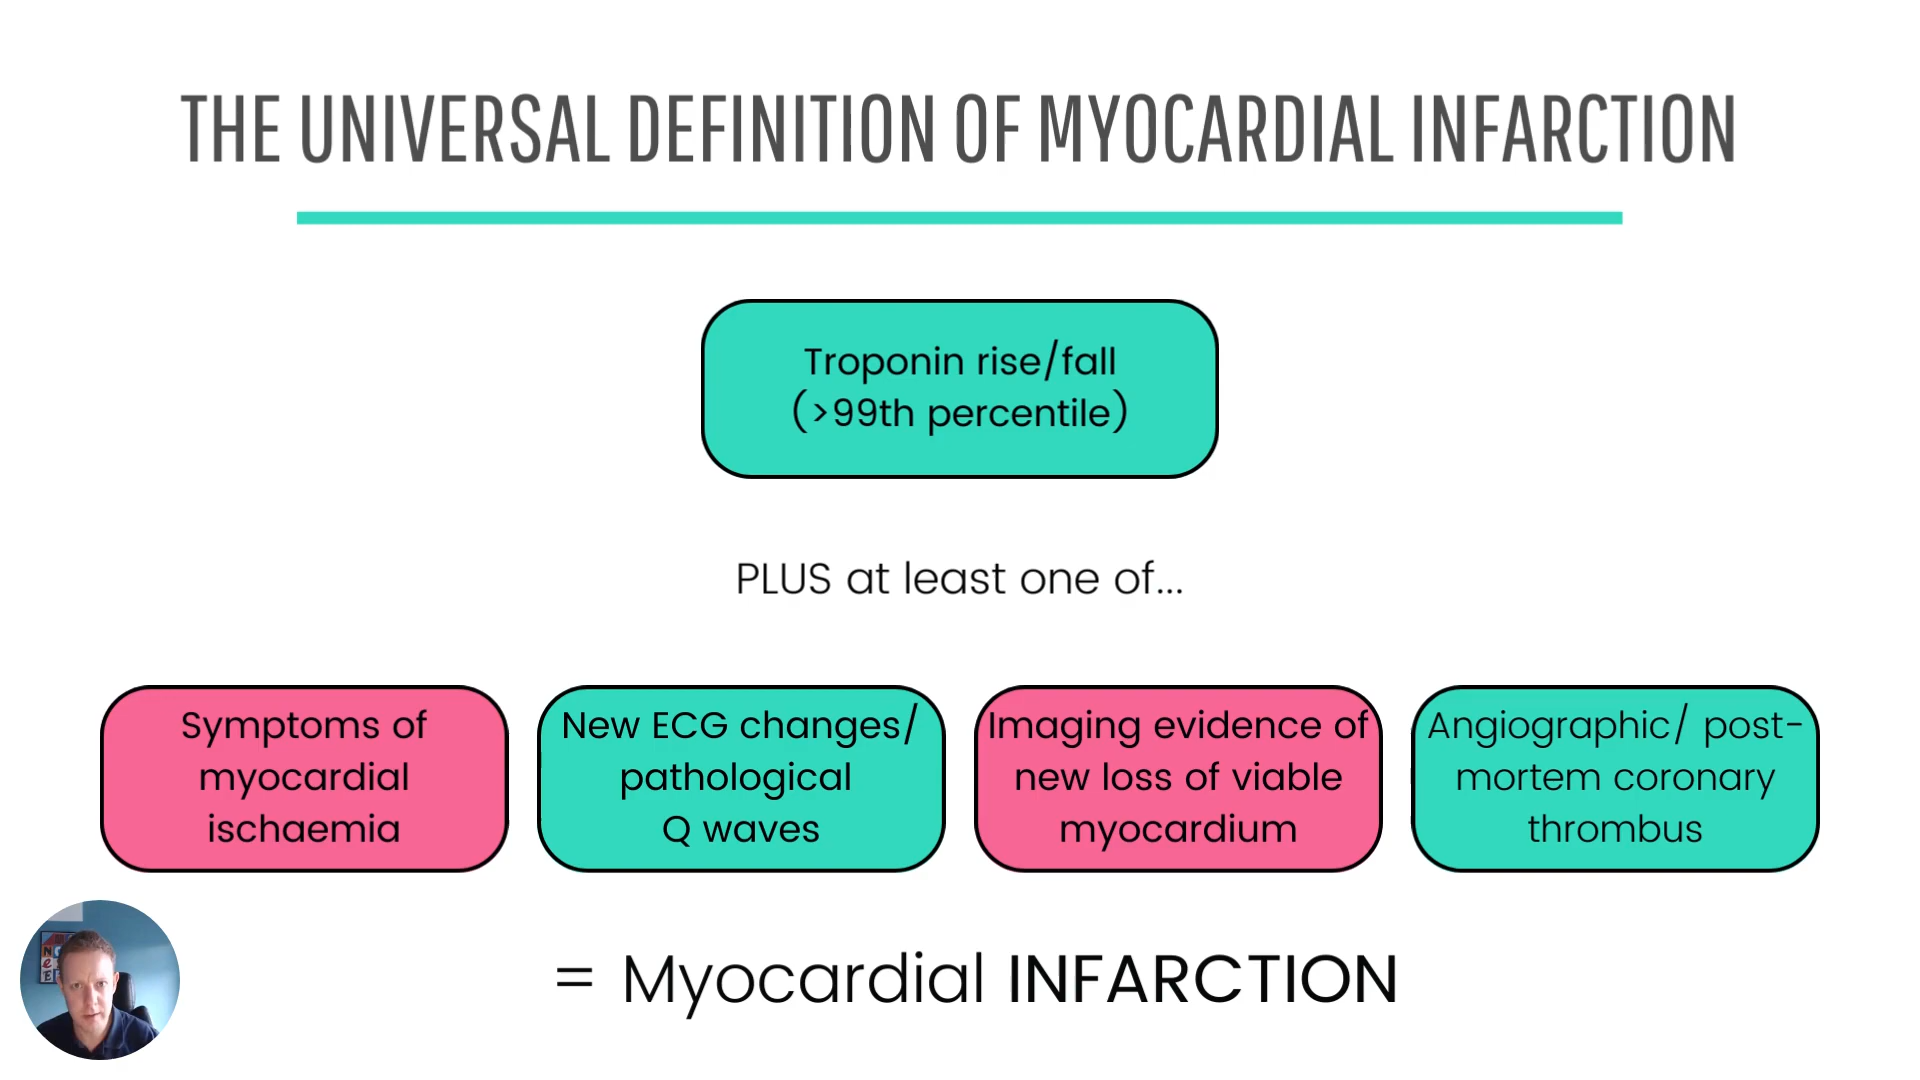 THE UNIVERSAL DEFINITION OF MYOCARDIAL INFARCTION
Troponin rise/fall
(>99th percentile)
PLUS at least one of...
Symptoms of
myocardial
ischaemia
New ECG changes/
pathological
Q waves
Imaging evidence of
new loss of viable
myocardium
Angiographic/ post-
mortem coronary
thrombus
= Myocardial INFARCTION